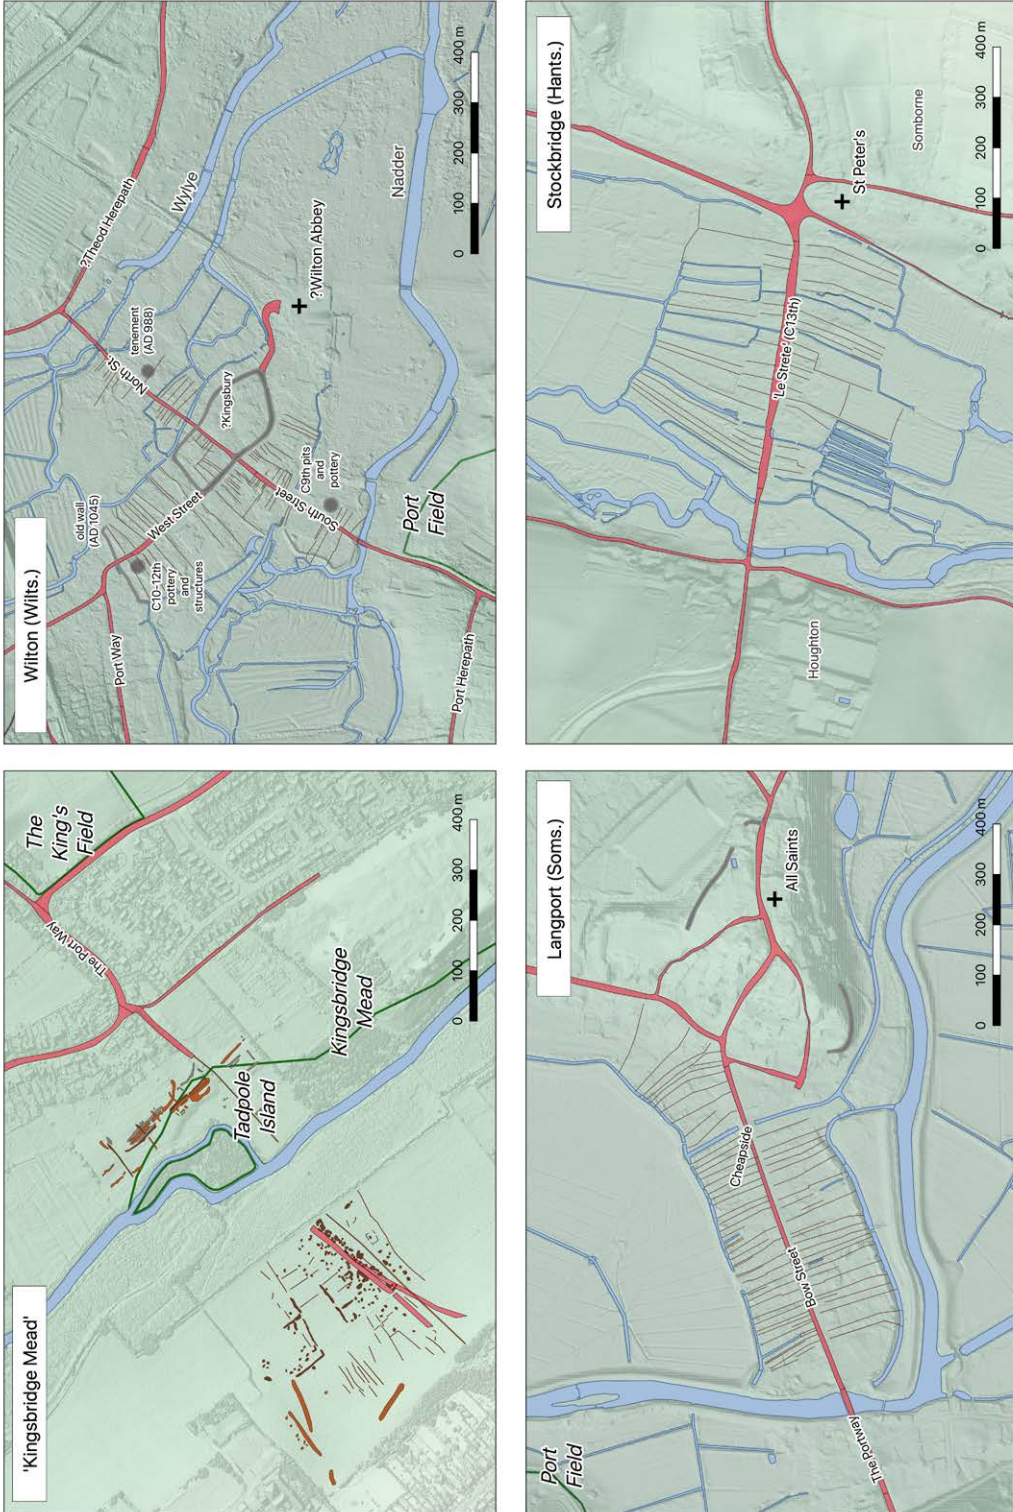 'Kingsbridge Mead'
The
King's
Field
The Port Way
Tadpole
Island
Kingsbridge
Mead
0
100
200
300
400 m
Wilton (Wilts.)
?Theod Herepath
Wylye
North St.
tenement
(AD 988)
old wall
(AD 1045)
West Street
?Kingsbury
?Wilton Abbey
Nadder
C10-12th
pottery
and
structures
C9th pits
and
pottery
South Street
Port Way
Port
Field
Port Herepath
0
100
200
300
400 m
Langport (Soms.)
Port
Field
The Portway
Bow Street
Cheapside
All Saints
0
100
200
300
400 m
Stockbridge (Hants.)
Houghton
'Le Strete' (C13th)
St Peter's
Somborne
0
100
200
300
400 m